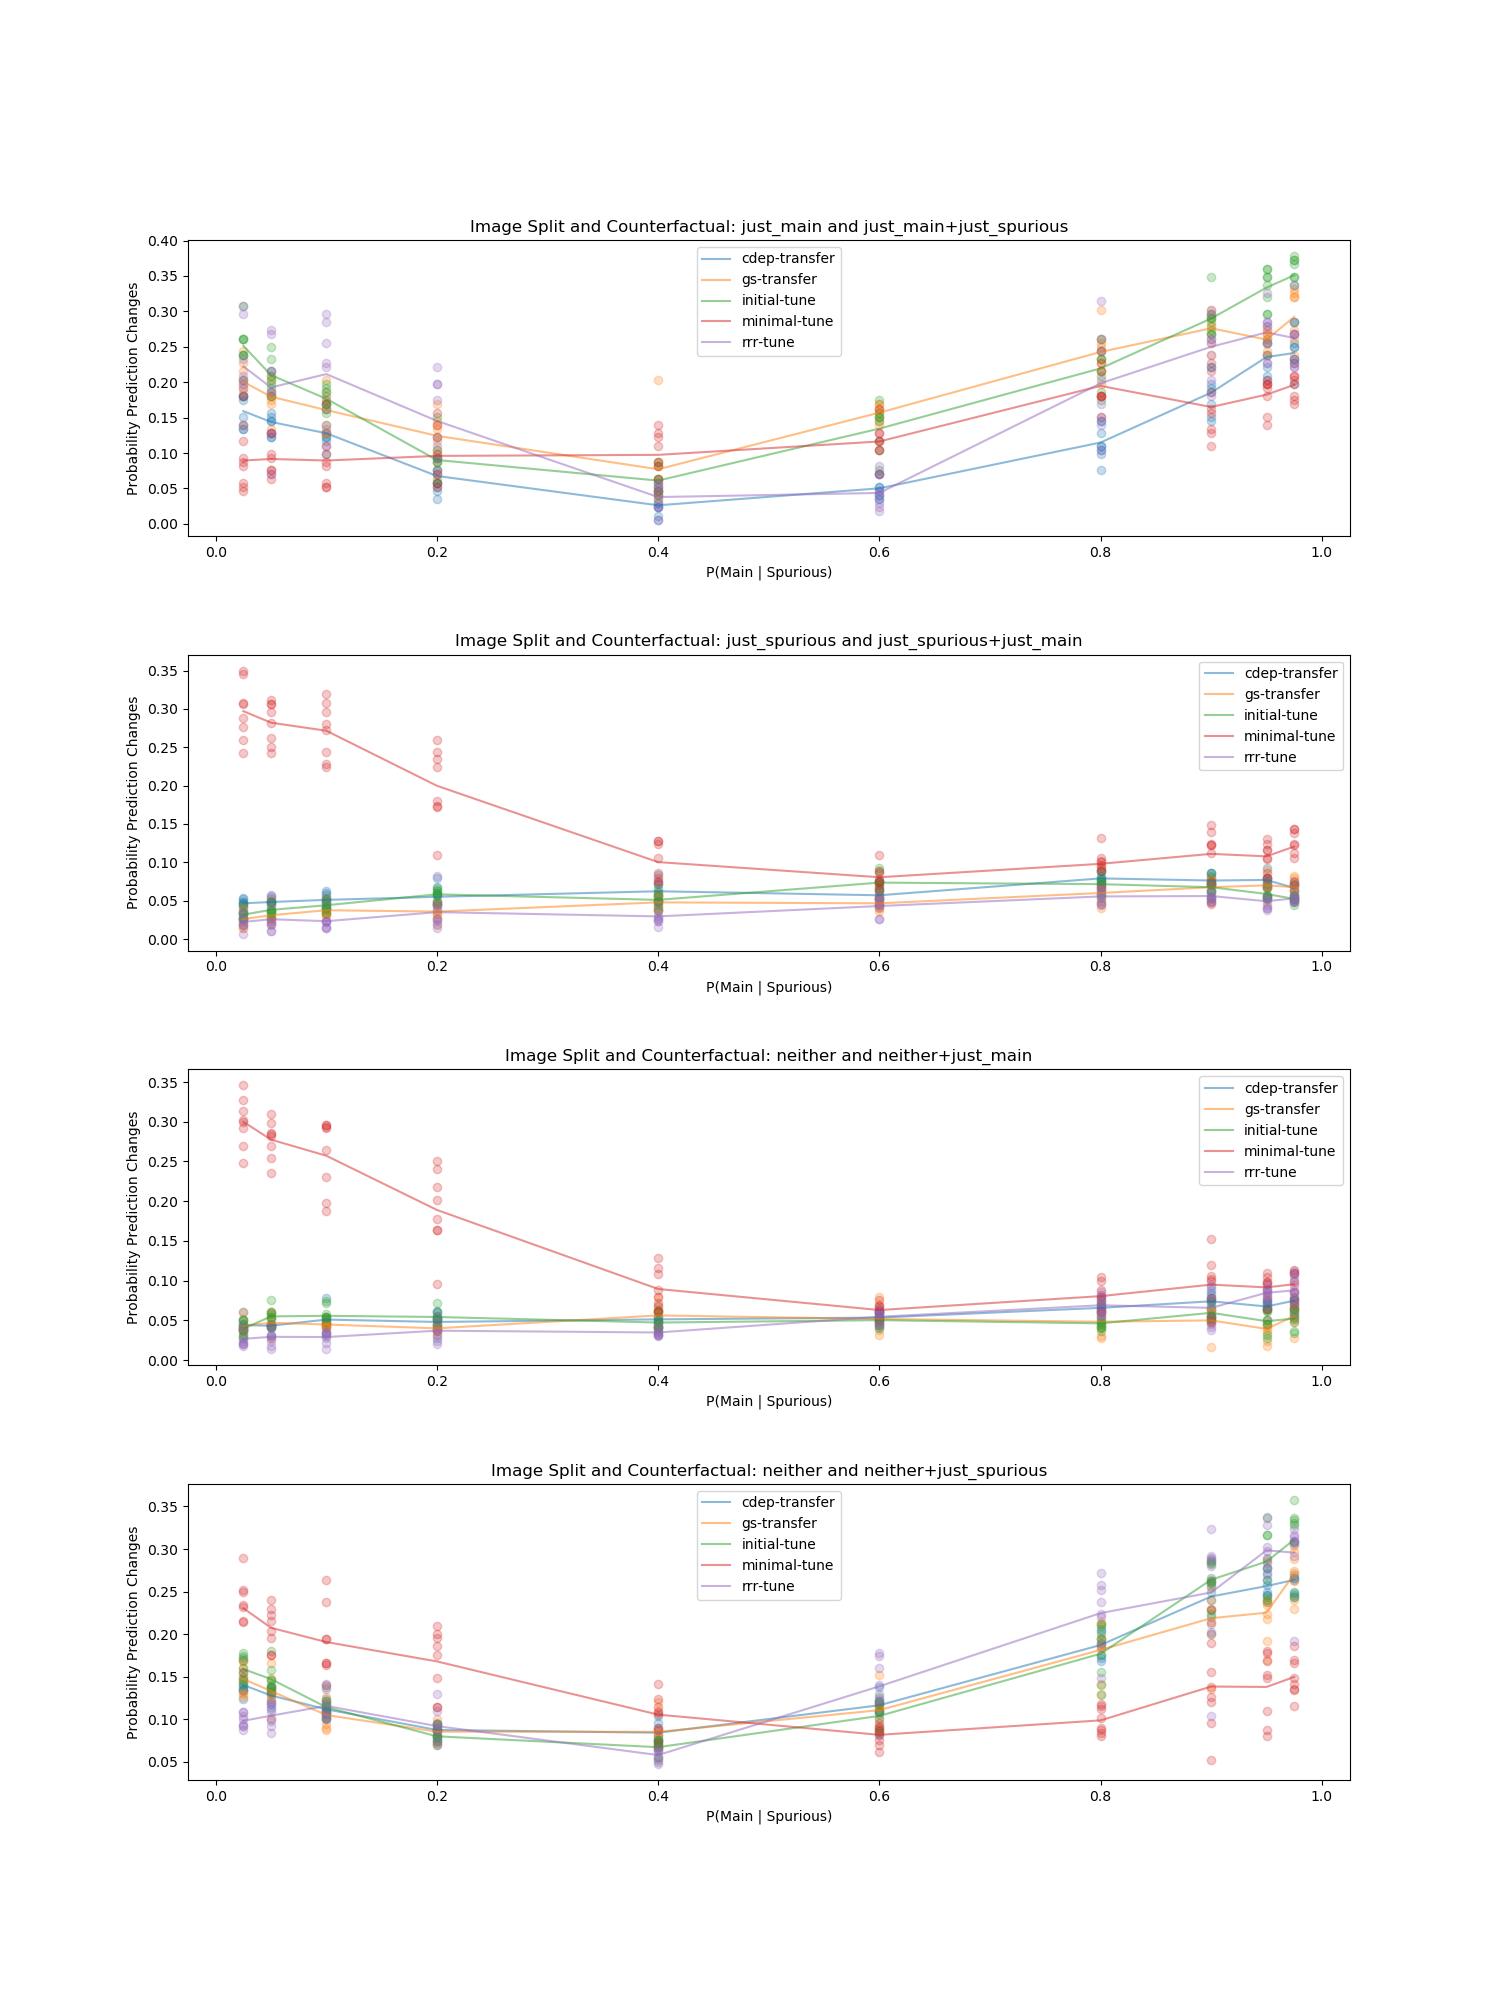 Image Split and Counterfactual: just_main and just_main+just_spurious
Probability Prediction Changes
0.40
0.35
0.30
0.25
0.20
0.15
0.10
0.05
0.00
cdep-transfer
gs-transfer
initial-tune
minimal-tune
rrr-tune
0.0 0.2 0.4 0.6 0.8 1.0
P(Main | Spurious)
Image Split and Counterfactual: just_spurious and just_spurious+just_main
Probability Prediction Changes
0.35
0.30
0.25
0.20
0.15
0.10
0.05
0.00
cdep-transfer
gs-transfer
initial-tune
minimal-tune
rrr-tune
0.0 0.2 0.4 0.6 0.8 1.0
P(Main | Spurious)
Image Split and Counterfactual: neither and neither+just_main
Probability Prediction Changes
0.35
0.30
0.25
0.20
0.15
0.10
0.05
0.00
cdep-transfer
gs-transfer
initial-tune
minimal-tune
rrr-tune
0.0 0.2 0.4 0.6 0.8 1.0
P(Main | Spurious)
Image Split and Counterfactual: neither and neither+just_spurious
Probability Prediction Changes
0.35
0.30
0.25
0.20
0.15
0.10
0.05
cdep-transfer
gs-transfer
initial-tune
minimal-tune
rrr-tune
0.0 0.2 0.4 0.6 0.8 1.0
P(Main | Spurious)